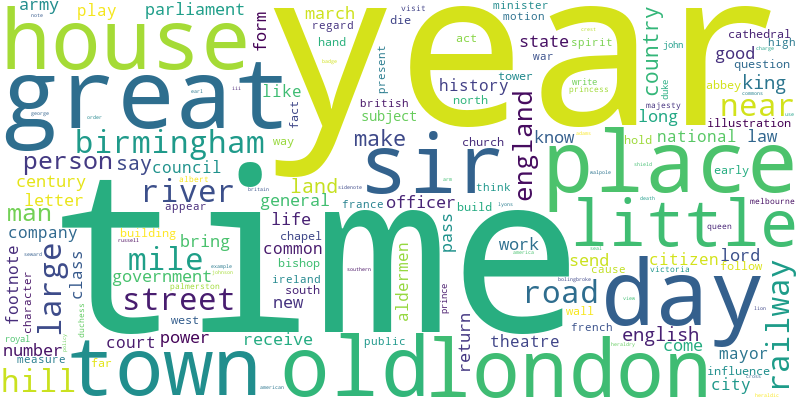 army
play
parliament
form
march
regard
hand
die
visit
minister
motion
act
spirit
state
war
country
duke
john
cathedral
high
good
question
house
year
great
like
fact
present
british
subject
tower
history
north
write
princess
king
abbey
near
majesty
illustration
long
birmingham
way
make
sir
church
england
know
hold
national
law
person
say
council
place
early
century
letter
river
land
general
france
officer
think
build
man
appear
life
pass
little
company
building
bring
chapel
common
work
send
citizen
lord
footnote
character
large
class
mile
government
bishop
ireland
south
new
aldermen
prince
return
cause
follow
queen
melbourne
time
day
road
railway
street
palmerston
duchess
west
court
power
receive
public
theatre
french
wall
english
come
victoria
mayor
influence
city
royal
number
measure
far
hill
town
old
london
american
southern
albert
britain
sidenote
death
shield
walpole
bolingbroke
lyons
america
view
lion
russell
example
johnson
seward
george
order
earl
iii
note
badge
crest
charge
commons
use
arm
heraldry